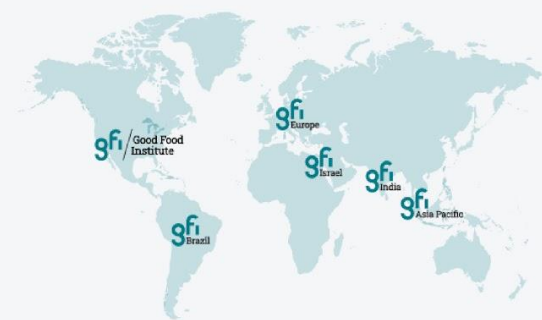 gfi
Europe
gfi / Good Food
Institute
gfi
Israel
gfi
India
gfi
Asia Pacific
gfi
Brazil